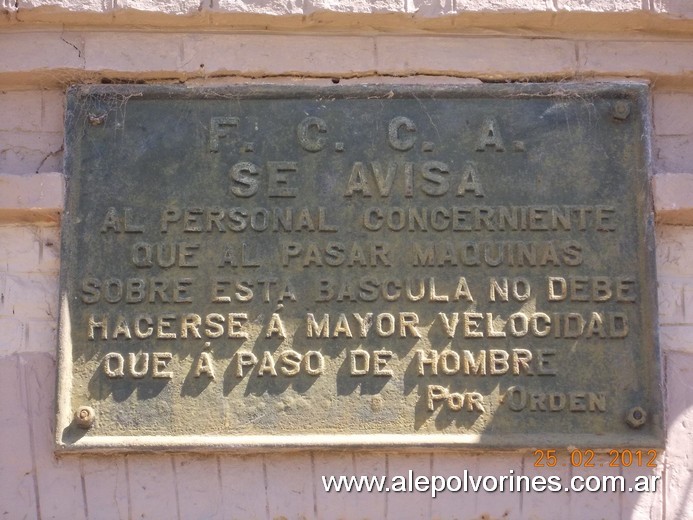 F. C. C. A.
SE AVISA
AL PERSONAL CONCERNIENTE
QUE AL PASAR MAQUINAS
SOBRE ESTA BASCULA NO DEBE
HACERSE Á MAYOR VELOCIDAD
QUE Á PASO DE HOMBRE
POR ORDEN
25 02 2012
www.alepolvorines.com.ar